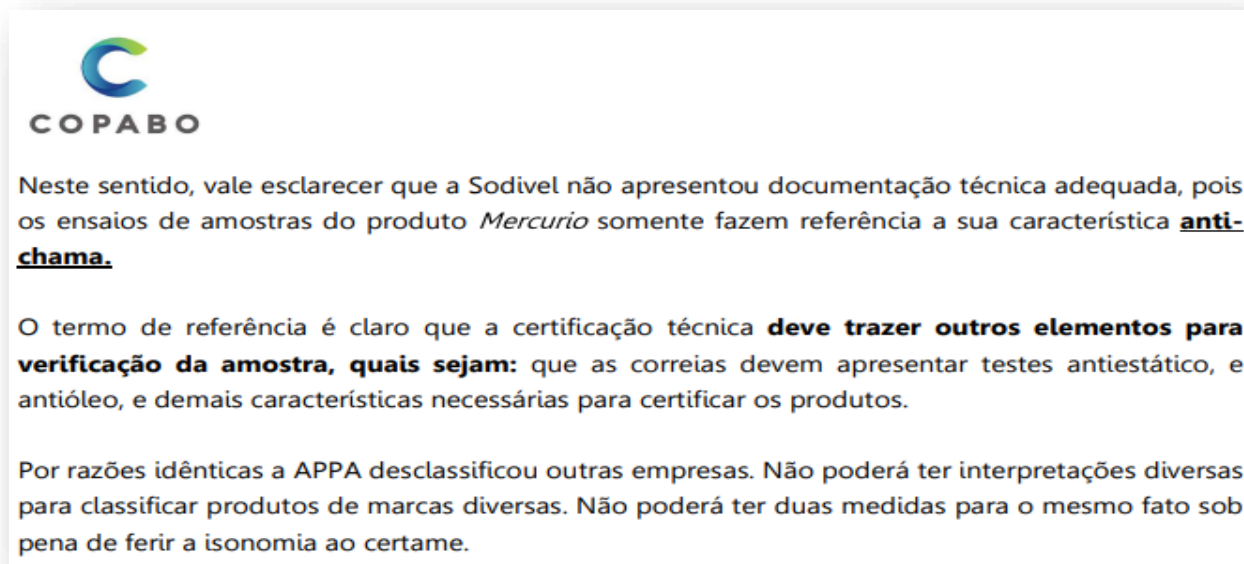 COPABO
Neste sentido, vale esclarecer que a Sodivel não apresentou documentação técnica adequada, pois
os ensaios de amostras do produto Mercurio somente fazem referência a sua característica anti-
chama.
O termo de referência é claro que a certificação técnica deve trazer outros elementos para
verificação da amostra, quais sejam: que as correias devem apresentar testes antiestático, e
antióleo, e demais características necessárias para certificar os produtos.
Por razões idênticas a APPA desclassificou outras empresas. Não poderá ter interpretações diversas
para classificar produtos de marcas diversas. Não poderá ter duas medidas para o mesmo fato sob
pena de ferir a isonomia ao certame.